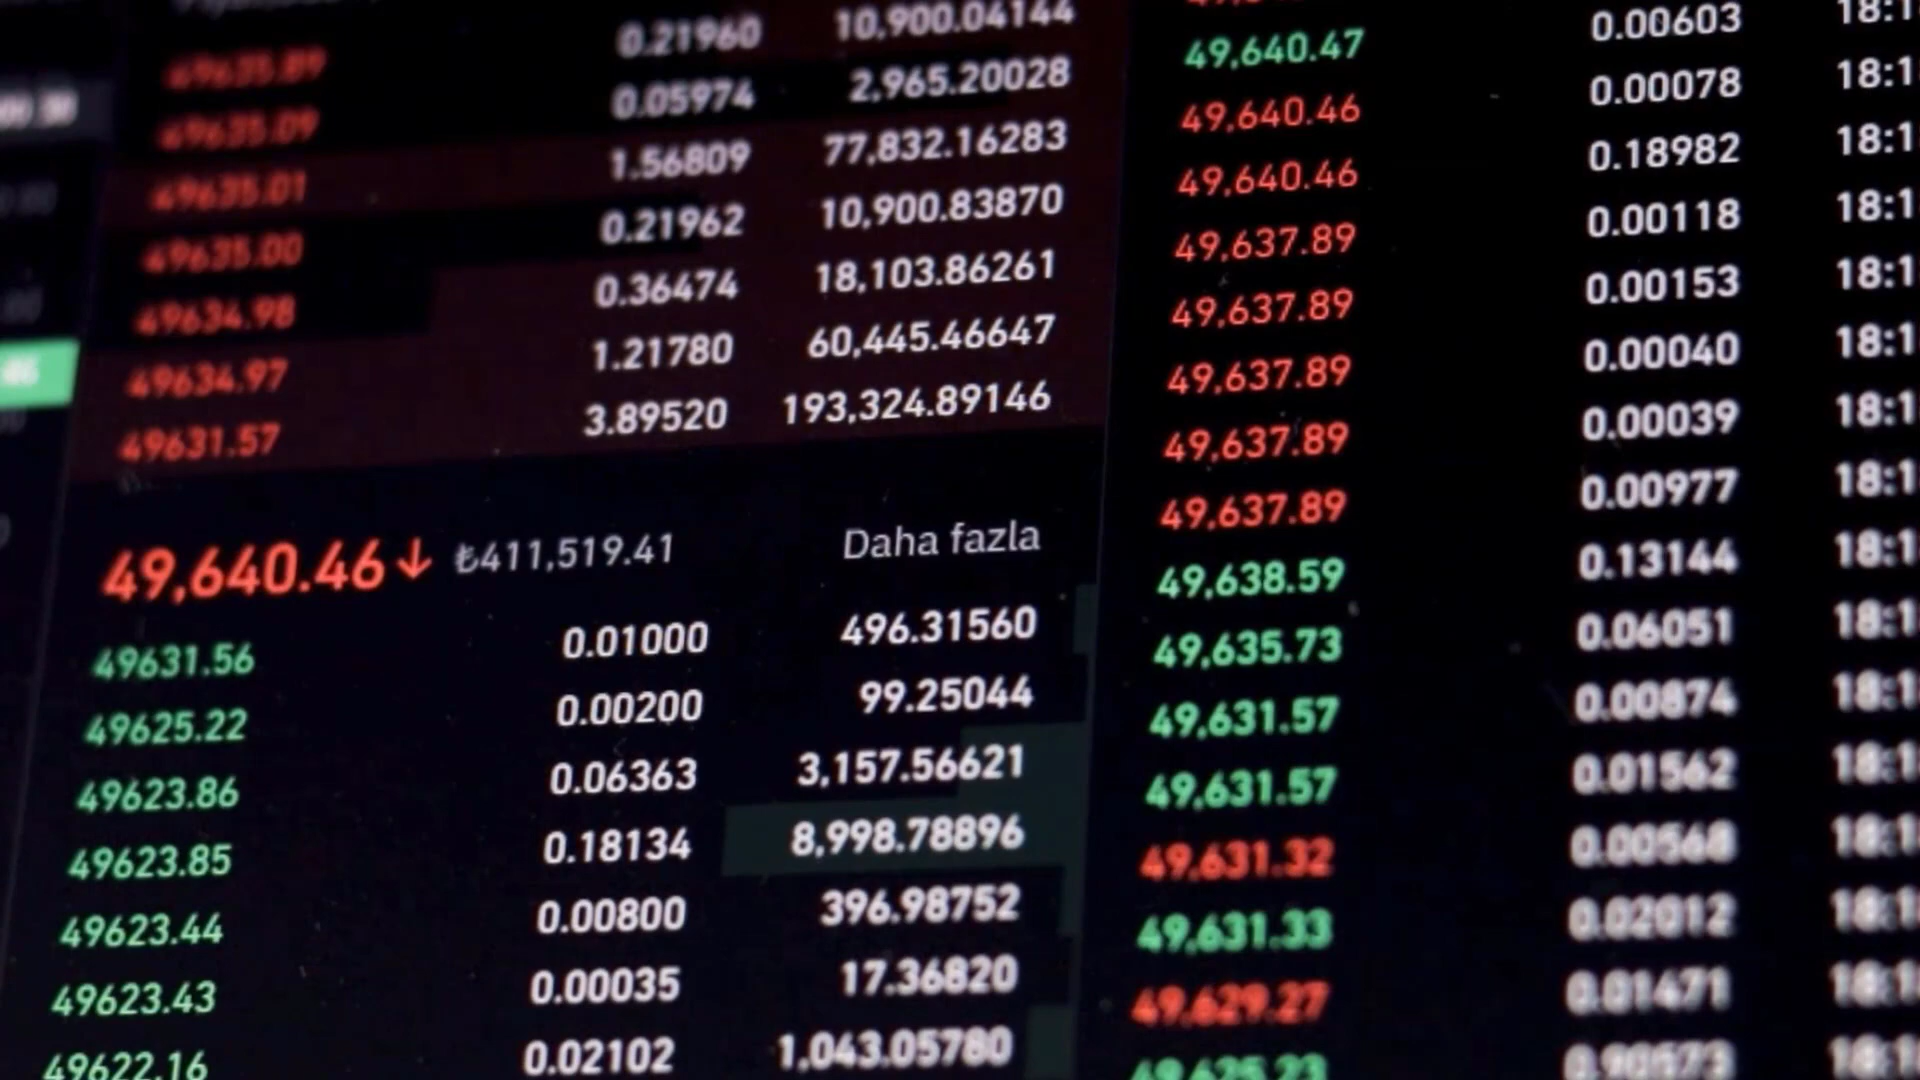 0.21960 10,900.04144
49635.89 0.05974 2,965.20028
49635.09 1.56809 77,832.16283
49635.01 0.21962 10,900.83870
49635.00 0.36474 18,103.86261
49634.98 1.21780 60,445.46647
49634.97 3.89520 193,324.89146
49631.57
49,640.46↓ ₺411,519.41 Daha fazla
49631.56 0.01000 496.31560
49625.22 0.00200 99.25044
49623.86 0.06363 3,157.56621
49623.85 0.18134 8,998.78896
49623.44 0.00800 396.98752
49623.43 0.00035 17.36820
49622.16 0.02102 1,043.05780
49,640.47 0.00603 18:1
49,640.46 0.00078 18:1
49,640.46 0.18982 18:1
49,637.89 0.00118 18:1
49,637.89 0.00153 18:1
49,637.89 0.00040 18:1
49,637.89 0.00039 18:1
49,637.89 0.00977 18:1
49,638.59 0.13144 18:1
49,635.73 0.06051 18:1
49,631.57 0.00874 18:1
49,631.57 0.01562 18:1
49,631.32 0.00568 18:1
49,631.33 0.02012 18:1
49,629.27 0.01471 18:1
49,625.23 0.90573 18:1